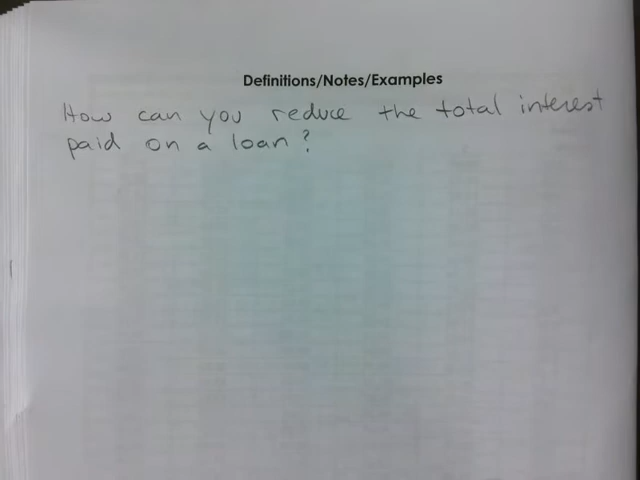 Definitions/Notes/Examples
How can you reduce the total interest
paid on a loan?